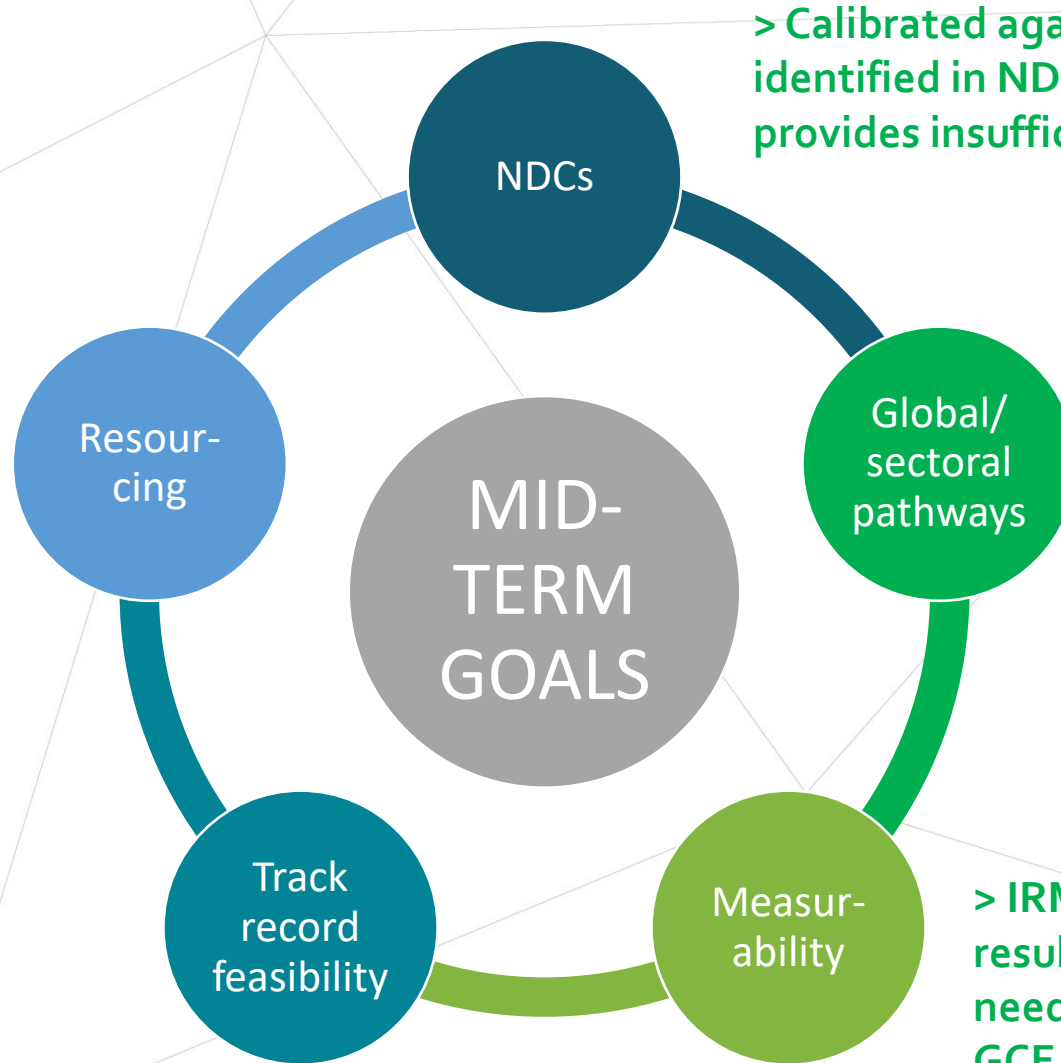 > Calibrated aga
identified in ND
provides insuffic
NDCs
Global/
sectoral
pathways
Resour-
cing
MID-
TERM
GOALS
Track
record
feasibility
Measur-
ability
> IRM
resul
need
GCF